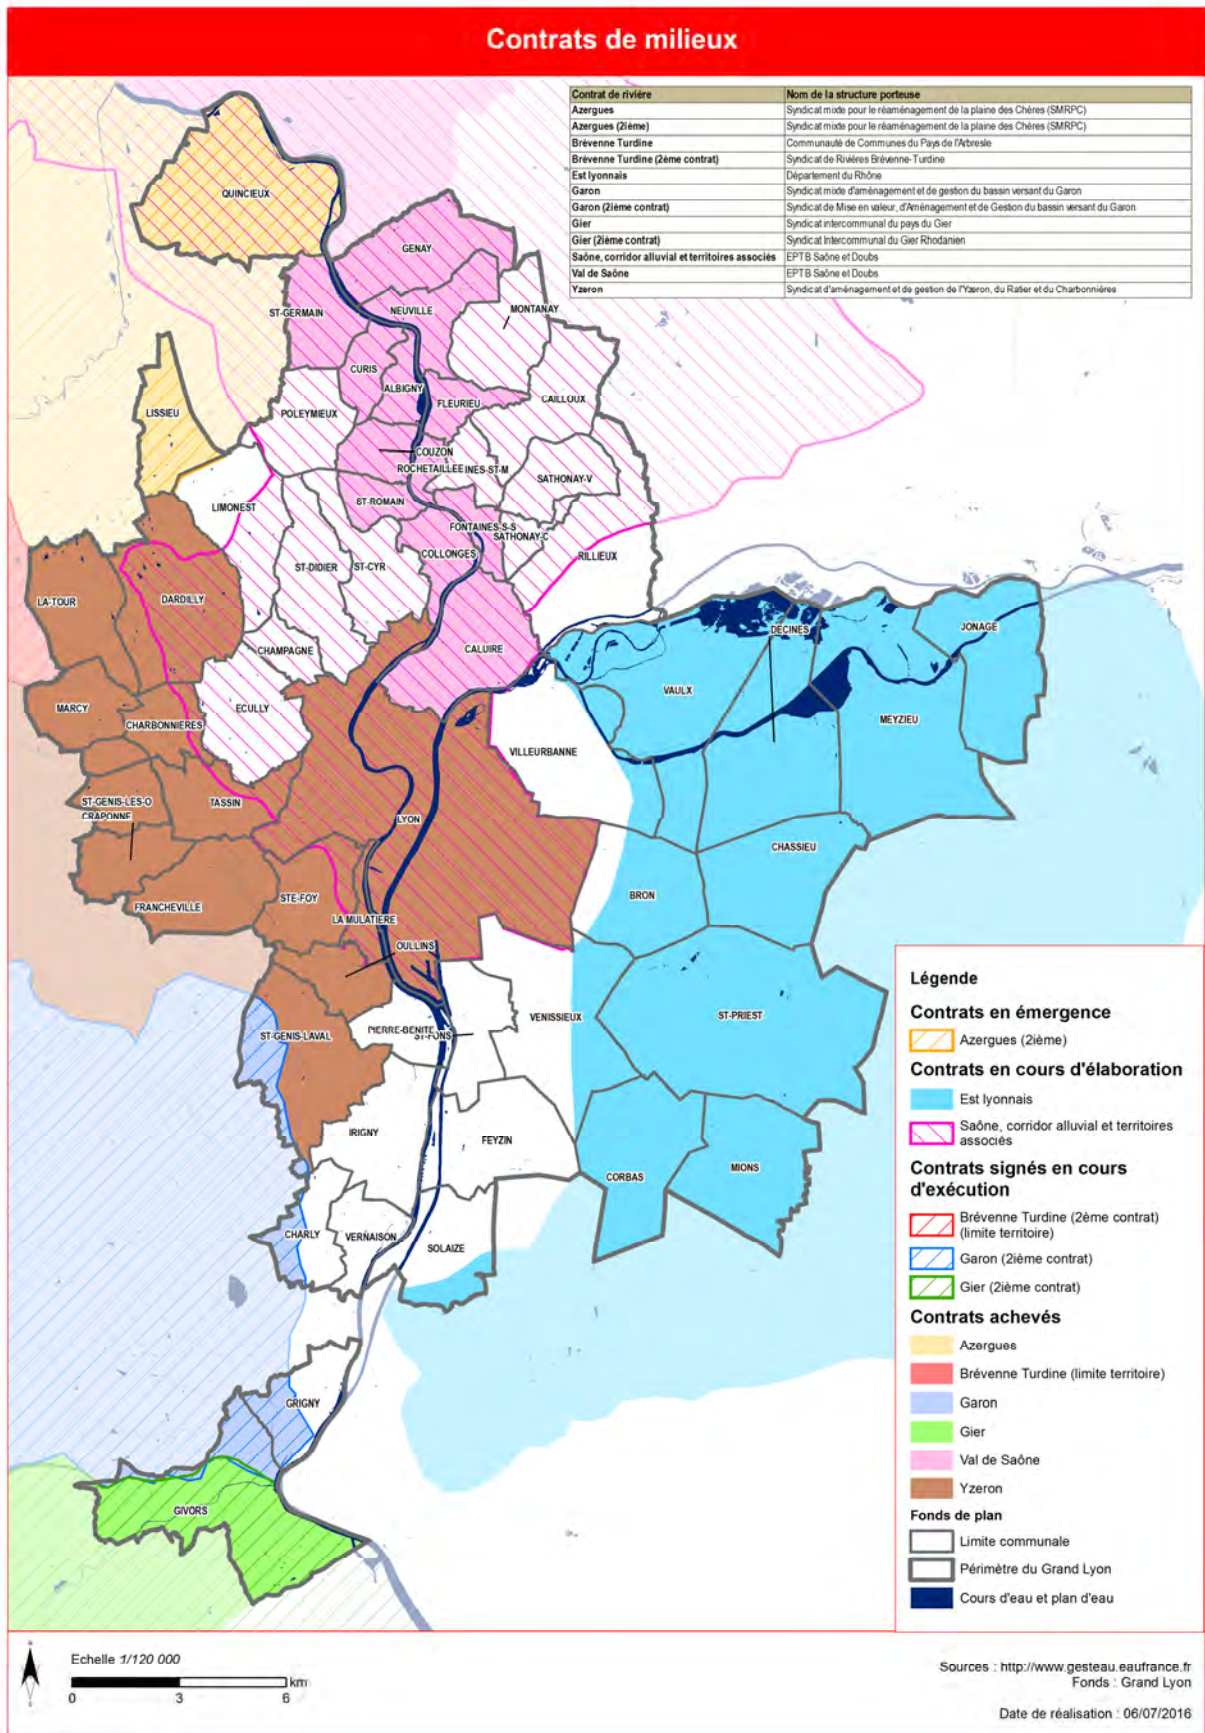 Contrats de milieux
Contrat de rivière Nom de la structure porteuse
Azergues Syndicat mixte pour le réaménagement de la plaine des Chères (SMRPC)
Azergues (2ième) Syndicat mixte pour le réaménagement de la plaine des Chères (SMRPC)
Brévenne Turdine Communauté de Communes du Pays de l'Arbresle
Brévenne Turdine (2ème contrat) Syndicat de Rivières Brévenne-Turdine
Est lyonnais Département du Rhône
Garon Syndicat mixte d'aménagement et de gestion du bassin versant du Garon
Garon (2ième contrat) Syndicat de Mise en valeur, d'Aménagement et de Gestion du bassin versant du Garon
Gier Syndicat intercommunal du pays du Gier
Gier (2ième contrat) Syndicat Intercommunal du Gier Rhodanien
Saône, corridor alluvial et territoires associés EPTB Saône et Doubs
Val de Saône EPTB Saône et Doubs
Yzeron Syndicat d'aménagement et de gestion de l'Yzeron, du Ratier et du Charbonnières
QUINCIEUX
GENAY
ST-GERMAIN
NEUVILLE
MONTANAY
CURIS
ALBIGNY
FLEURIEU
CAILLOUX
LISSIEU
POLEYMIEUX
COUZON
ROCHETAILLEE
INES-ST-M
SATHONAY-V
LIMONEST
ST-ROMAIN
FONTAINES-S-S
SATHONAY-C
RILLIEUX
COLLONGES
ST-DIDIER
ST-CYR
LA-TOUR
DARDILLY
DECINES
JONAGE
CHAMPAGNE
CALUIRE
VAULX
MARCY
ECULLY
CHARBONNIERES
MEYZIEU
VILLEURBANNE
ST-GENIS-LES-O
CRAPONNE
TASSIN
LYON
CHASSIEU
BRON
STE-FOY
FRANCHEVILLE
LA MULATIERE
OULLINS
ST-PRIEST
VENISSIEUX
PIERRE-BENITE
ST-FONS
ST-GENIS-LAVAL
IRIGNY
FEYZIN
CORBAS
MIONS
CHARLY
VERNAISON
SOLAIZE
GRIGNY
GIVORS
Légende
Contrats en émergence
Azergues (2ième)
Contrats en cours d'élaboration
Est lyonnais
Saône, corridor alluvial et territoires
associés
Contrats signés en cours
d'exécution
Brévenne Turdine (2ème contrat)
(limite territoire)
Garon (2ième contrat)
Gier (2ième contrat)
Contrats achevés
Azergues
Brévenne Turdine (limite territoire)
Garon
Gier
Val de Saône
Yzeron
Fonds de plan
Limite communale
Périmètre du Grand Lyon
Cours d'eau et plan d'eau
Echelle 1/120 000
km
0 3 6
Sources : http://www.gesteau.eaufrance.fr
Fonds : Grand Lyon
Date de réalisation : 06/07/2016